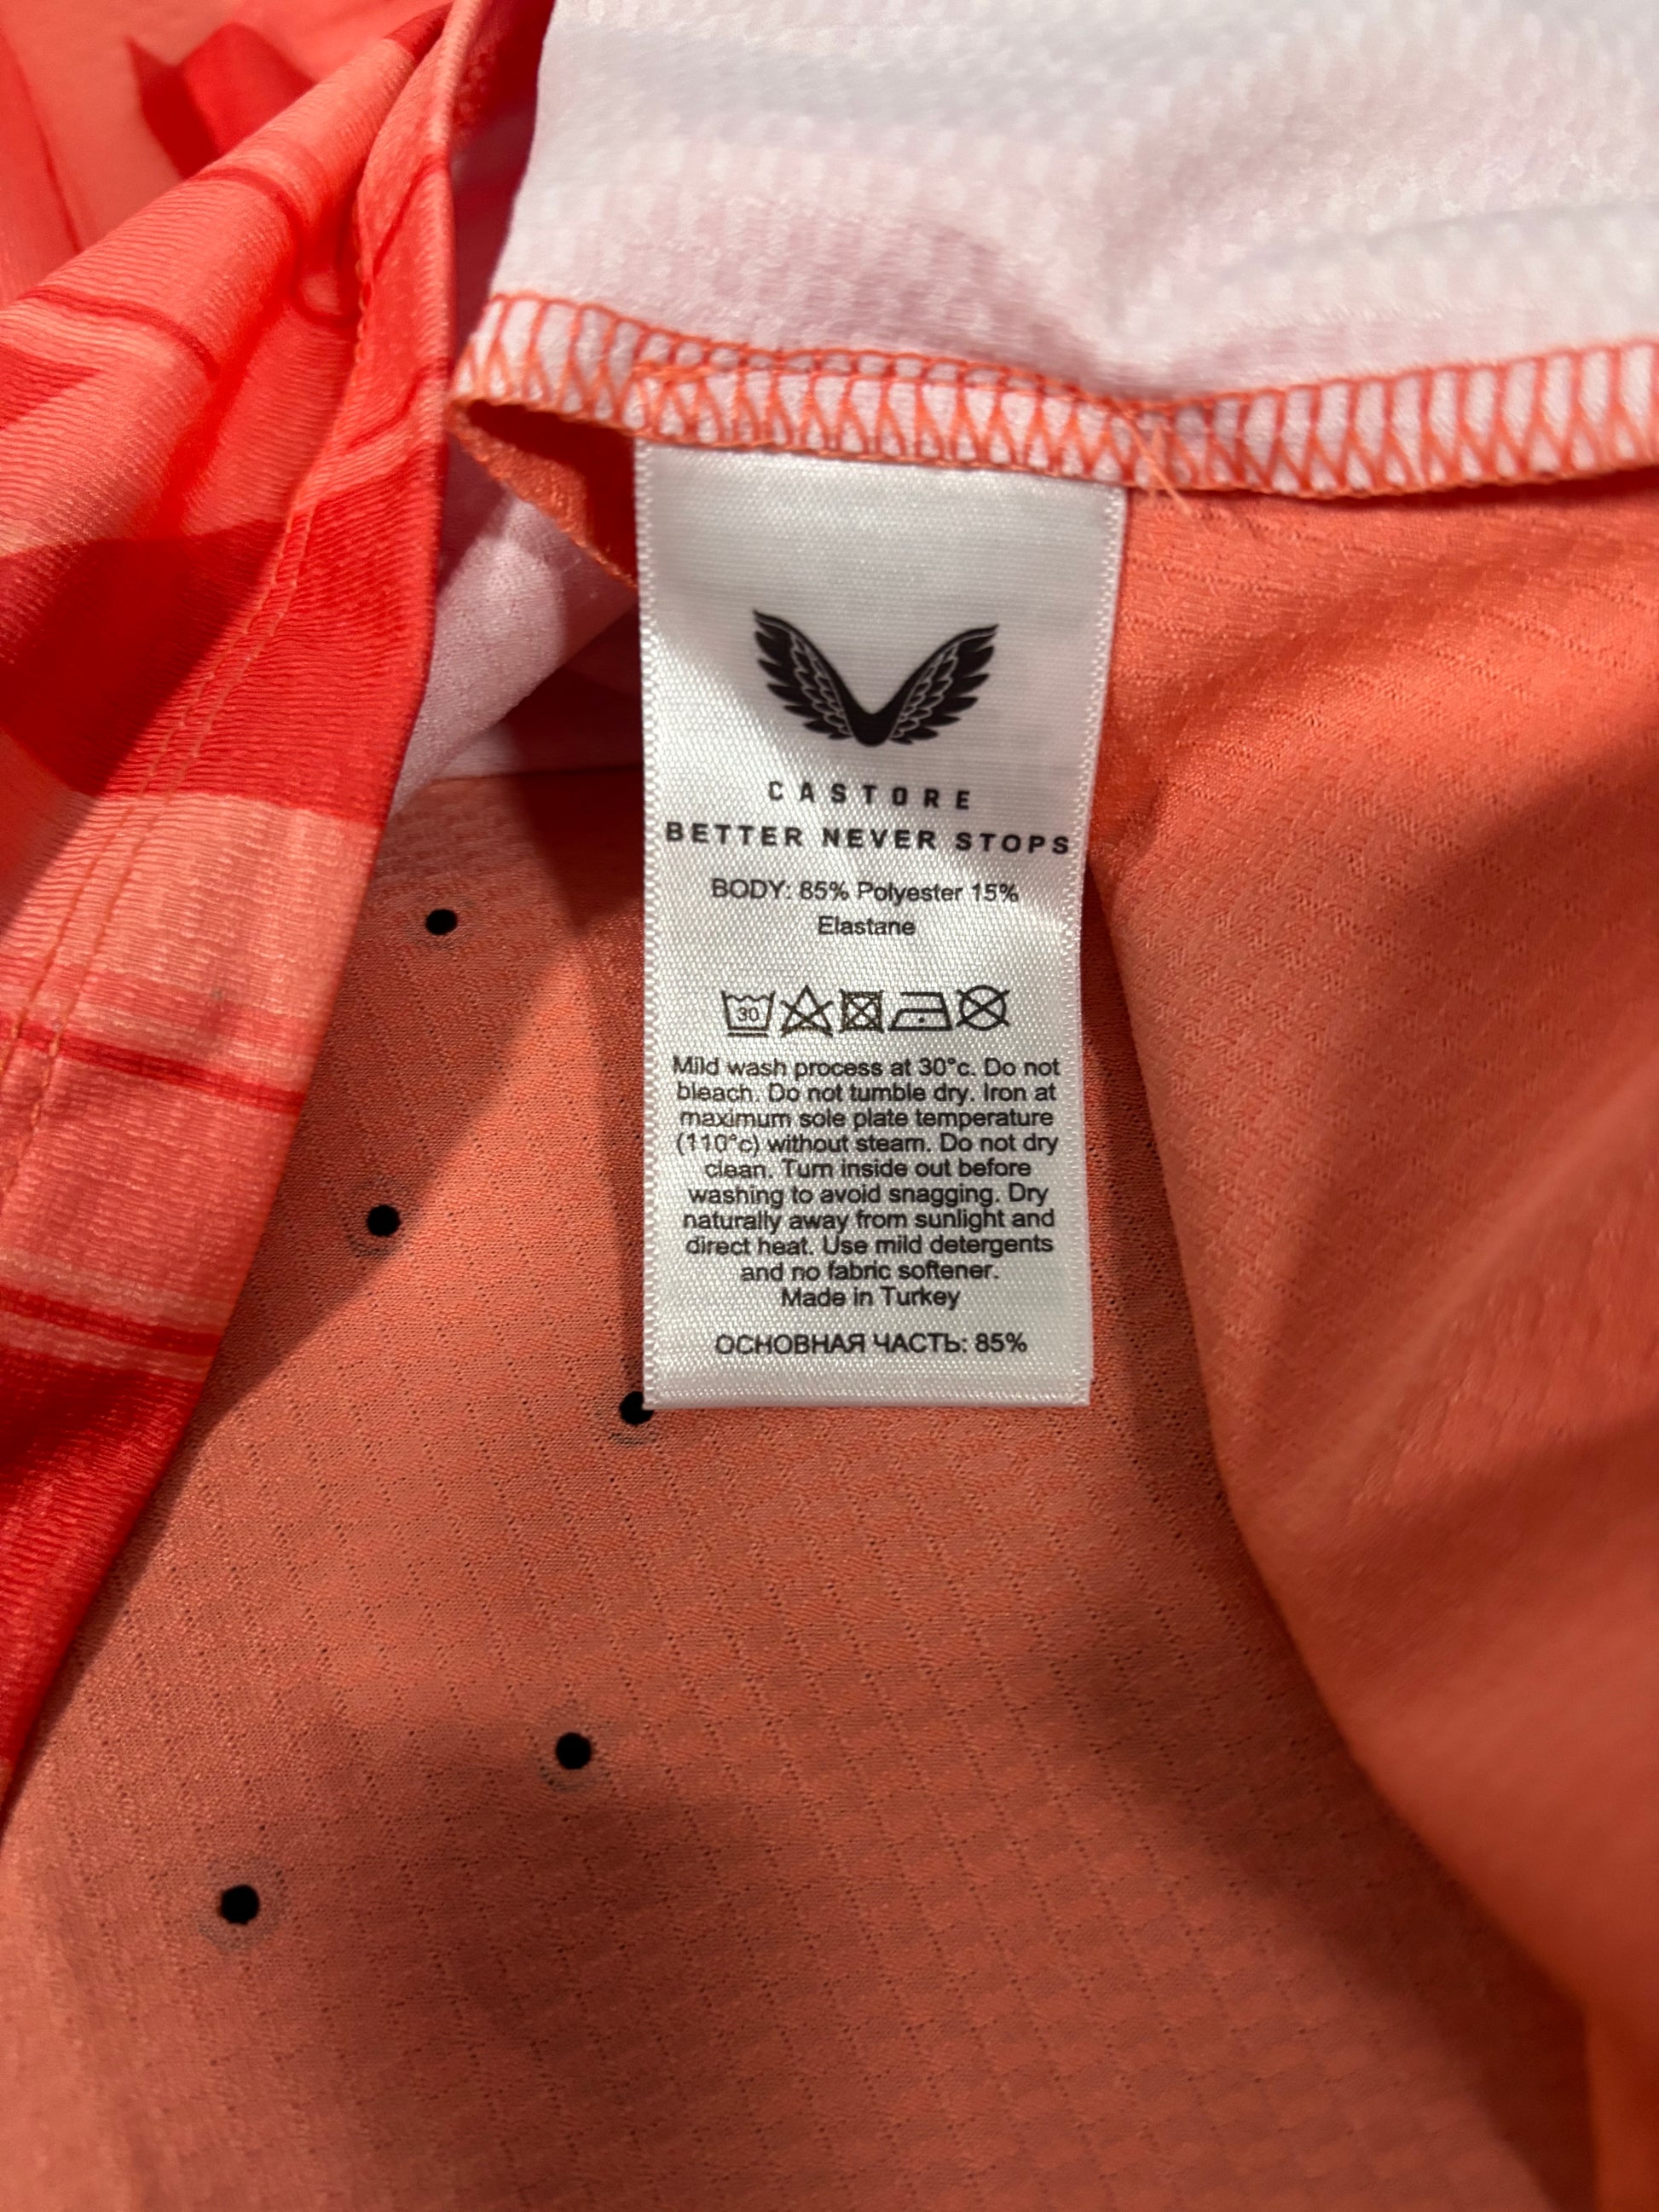 CASTORE
BETTER NEVER STOPS
BODY: 85% Polyester 15%
Elastane
30
Mild wash process at 30°c. Do not
bleach. Do not tumble dry. Iron at
maximum sole plate temperature
(110°c) without steam. Do not dry
clean. Turn inside out before
washing to avoid snagging. Dry
naturally away from sunlight and
direct heat. Use mild detergents
and no fabric softener.
Made in Turkey
ОСНОВНАЯ ЧАСТЬ: 85%